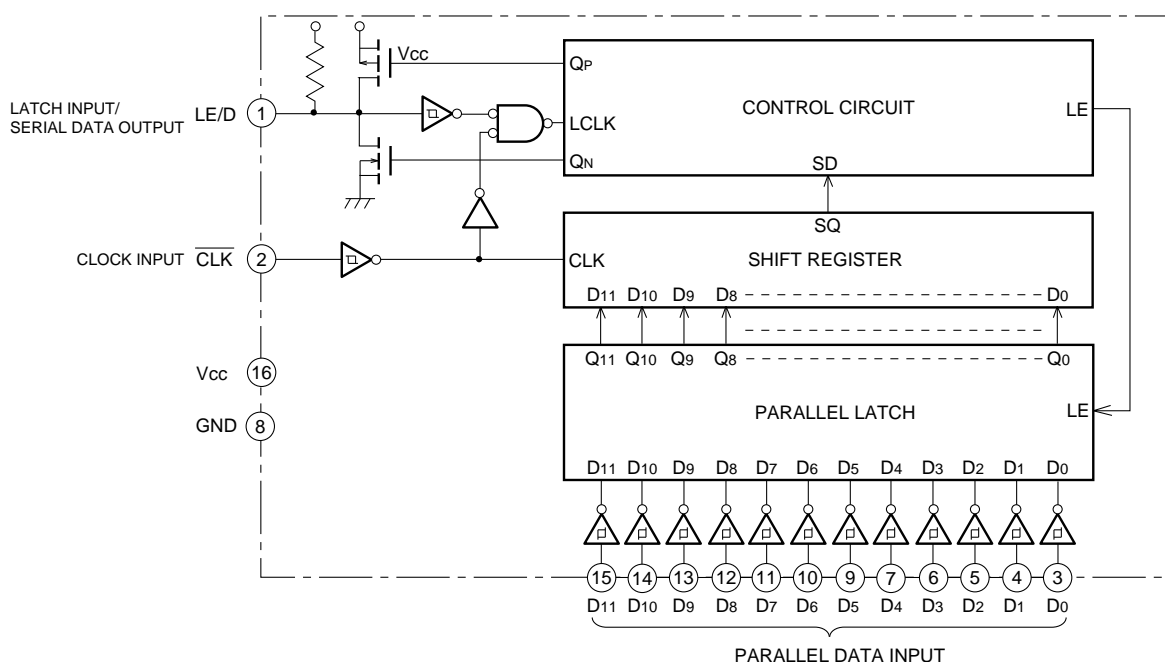 Vcc
QP
LATCH INPUT/
SERIAL DATA OUTPUT
LE/D
1
CONTROL CIRCUIT
LE
LCLK
QN
SD
SQ
CLOCK INPUT
CLK
2
CLK
SHIFT REGISTER
D11 D10 D9 D8 D0
Q11 Q10 Q9 Q8 Q0
Vcc
16
GND
8
PARALLEL LATCH
LE
D11 D10 D9 D8 D7 D6 D5 D4 D3 D2 D1 D0
15 14 13 12 11 10 9 7 6 5 4 3
D11 D10 D9 D8 D7 D6 D5 D4 D3 D2 D1 D0
PARALLEL DATA INPUT